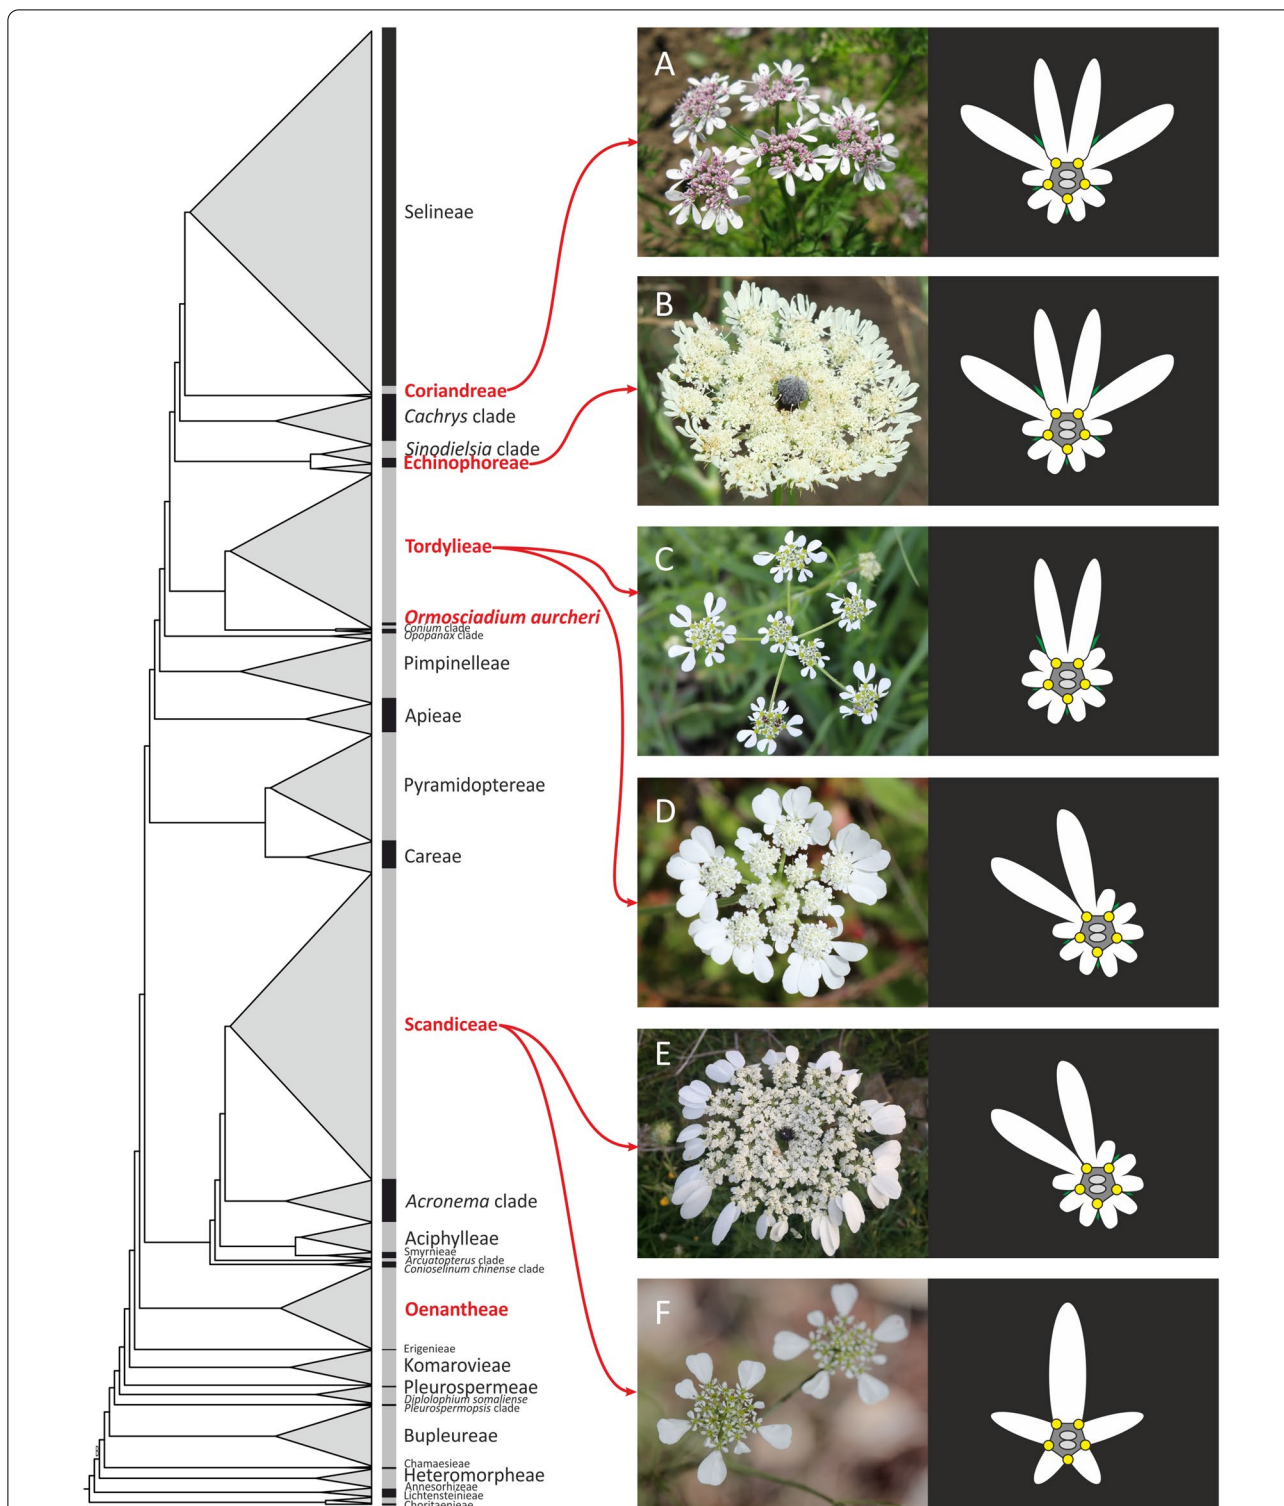 Selineae
Coriandreae
Cachrys clade
Sinodielsia clade
Echinophoreae
Tordylieae
Ormosciadium aurcheri
Conium clade
Opopanax clade
Pimpinelleae
Apieae
Pyramidoptereae
Careae
Scandiceae
Acronema clade
Aciphylleae
Smyrnieae
Arcuatopterus clade
Conioselinum chinense clade
Oenantheae
Erigenieae
Komarovieae
Pleurospermeae
Diplolophium somaliense
Pleurospermopsis clade
Bupleureae
Chamaesieae
Heteromorpheae
Annesorhizeae
Lichtensteinieae
Choritaenieae
A
B
C
D
E
F